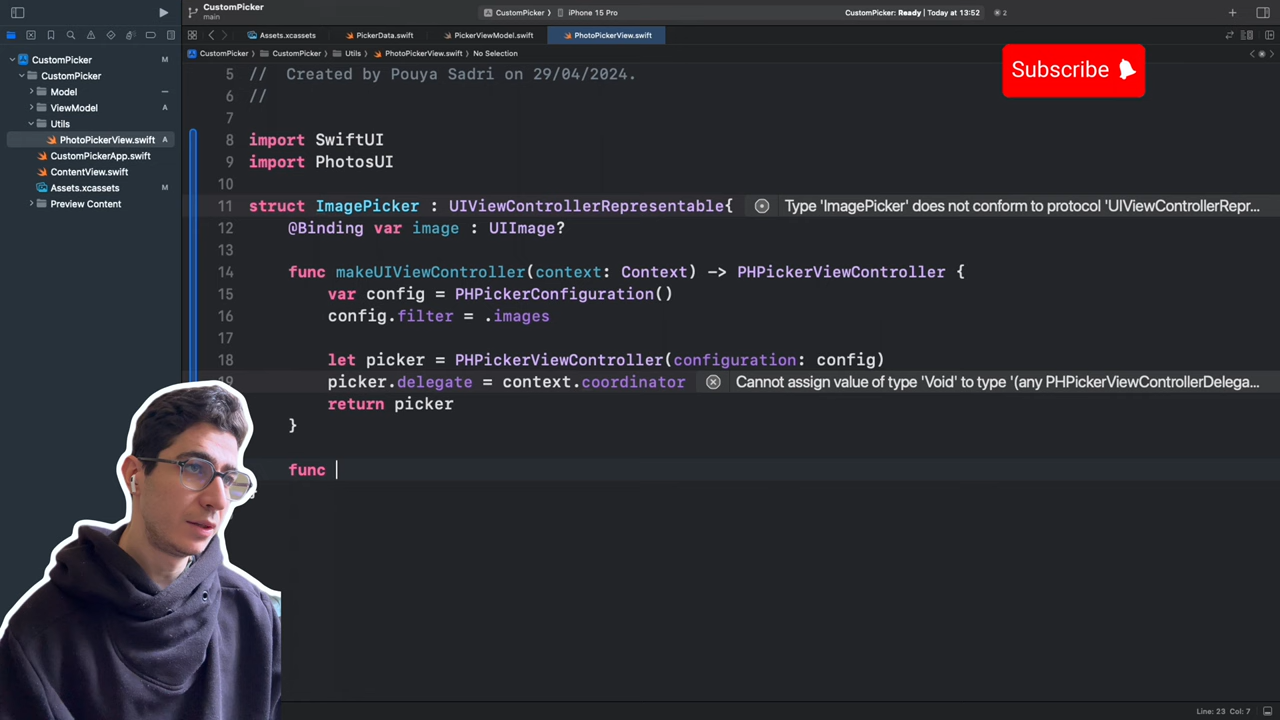 CustomPicker
main
CustomPicker
iPhone 15 Pro
CustomPicker: Ready | Today at 13:52
2
Assets.xcassets
PickerData.swift
PickerViewModel.swift
PhotoPickerView.swift
CustomPicker
CustomPicker
Utils
PhotoPickerView.swift
No Selection
CustomPicker M
CustomPicker
Model
ViewModel A
Utils
PhotoPickerView.swift A
CustomPickerApp.swift
ContentView.swift
Assets.xcassets M
Preview Content
Subscribe
5 // Created by Pouya Sadri on 29/04/2024.
6 //
7
8 import SwiftUI
9 import PhotosUI
10
11 struct ImagePicker : UIViewControllerRepresentable{ Type 'ImagePicker' does not conform to protocol 'UIViewControllerRepr...
12 @Binding var image : UIImage?
13
14 func makeUIViewController(context: Context) -> PHPickerViewController {
15 var config = PHPickerConfiguration()
16 config.filter = .images
17
18 let picker = PHPickerViewController(configuration: config)
19 picker.delegate = context.coordinator Cannot assign value of type 'Void' to type '(any PHPickerViewControllerDelega...
return picker
}
func
Line: 23 Col: 7